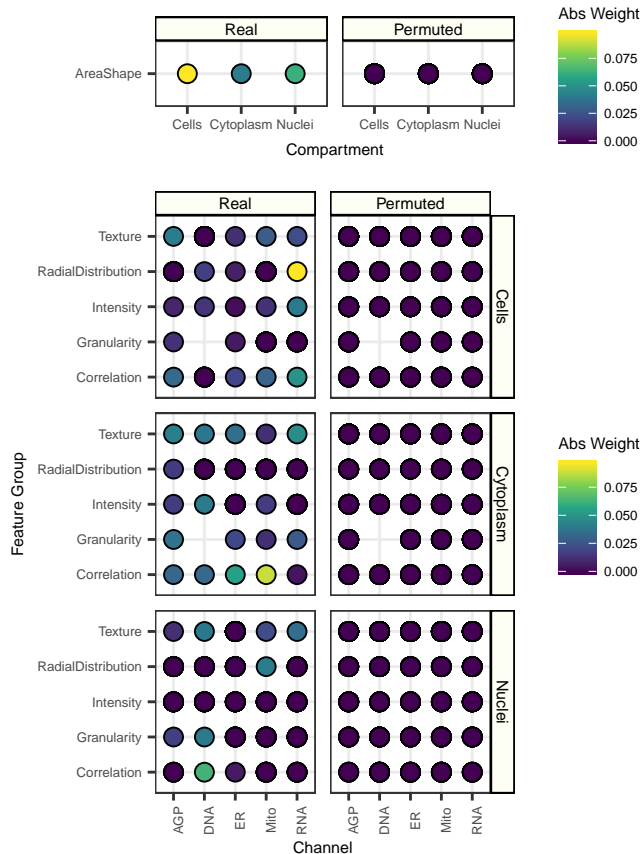 Real
Permuted
AreaShape
Cells
Cytoplasm
Nuclei
Cells
Cytoplasm
Nuclei
Compartment
Abs Weight
0.075
0.050
0.025
0.000
Real
Permuted
Texture
RadialDistribution
Intensity
Granularity
Correlation
Cells
Texture
RadialDistribution
Intensity
Granularity
Correlation
Cytoplasm
Texture
RadialDistribution
Intensity
Granularity
Correlation
Nuclei
Feature Group
AGP
DNA
ER
Mito
RNA
AGP
DNA
ER
Mito
RNA
Channel
Abs Weight
0.075
0.050
0.025
0.000